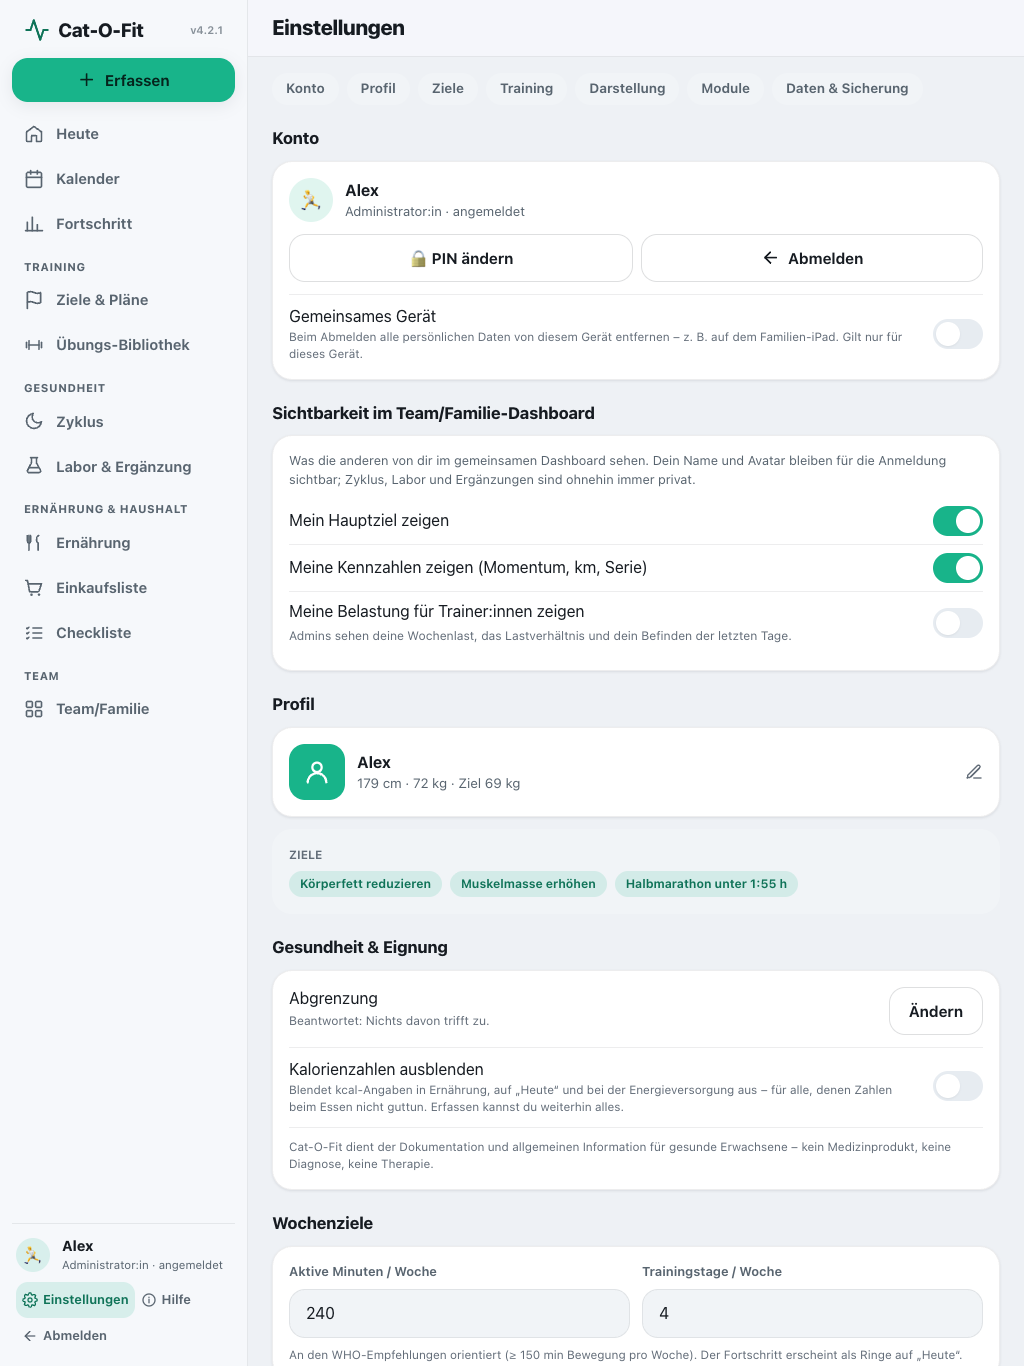 Cat-O-Fit
v4.2.1
Erfassen
Heute
Kalender
Fortschritt
TRAINING
Ziele & Pläne
Übungs-Bibliothek
GESUNDHEIT
Zyklus
Labor & Ergänzung
ERNÄHRUNG & HAUSHALT
Ernährung
Einkaufsliste
Checkliste
TEAM
Team/Familie
Alex
Administrator:in · angemeldet
Einstellungen
Hilfe
Abmelden
Einstellungen
Konto
Profil
Ziele
Training
Darstellung
Module
Daten & Sicherung
Konto
Alex
Administrator:in · angemeldet
PIN ändern
Abmelden
Gemeinsames Gerät
Beim Abmelden alle persönlichen Daten von diesem Gerät entfernen – z. B. auf dem Familien-iPad. Gilt nur für
dieses Gerät.
Sichtbarkeit im Team/Familie-Dashboard
Was die anderen von dir im gemeinsamen Dashboard sehen. Dein Name und Avatar bleiben für die Anmeldung
sichtbar; Zyklus, Labor und Ergänzungen sind ohnehin immer privat.
Mein Hauptziel zeigen
Meine Kennzahlen zeigen (Momentum, km, Serie)
Meine Belastung für Trainer:innen zeigen
Admins sehen deine Wochenlast, das Lastverhältnis und dein Befinden der letzten Tage.
Profil
Alex
179 cm · 72 kg · Ziel 69 kg
ZIELE
Körperfett reduzieren
Muskelmasse erhöhen
Halbmarathon unter 1:55 h
Gesundheit & Eignung
Abgrenzung
Beantwortet: Nichts davon trifft zu.
Ändern
Kalorienzahlen ausblenden
Blendet kcal-Angaben in Ernährung, auf „Heute“ und bei der Energieversorgung aus – für alle, denen Zahlen
beim Essen nicht guttun. Erfassen kannst du weiterhin alles.
Cat-O-Fit dient der Dokumentation und allgemeinen Information für gesunde Erwachsene – kein Medizinprodukt, keine
Diagnose, keine Therapie.
Wochenziele
Aktive Minuten / Woche
Trainingstage / Woche
240
4
An den WHO-Empfehlungen orientiert (≥ 150 min Bewegung pro Woche). Der Fortschritt erscheint als Ringe auf „Heute“.